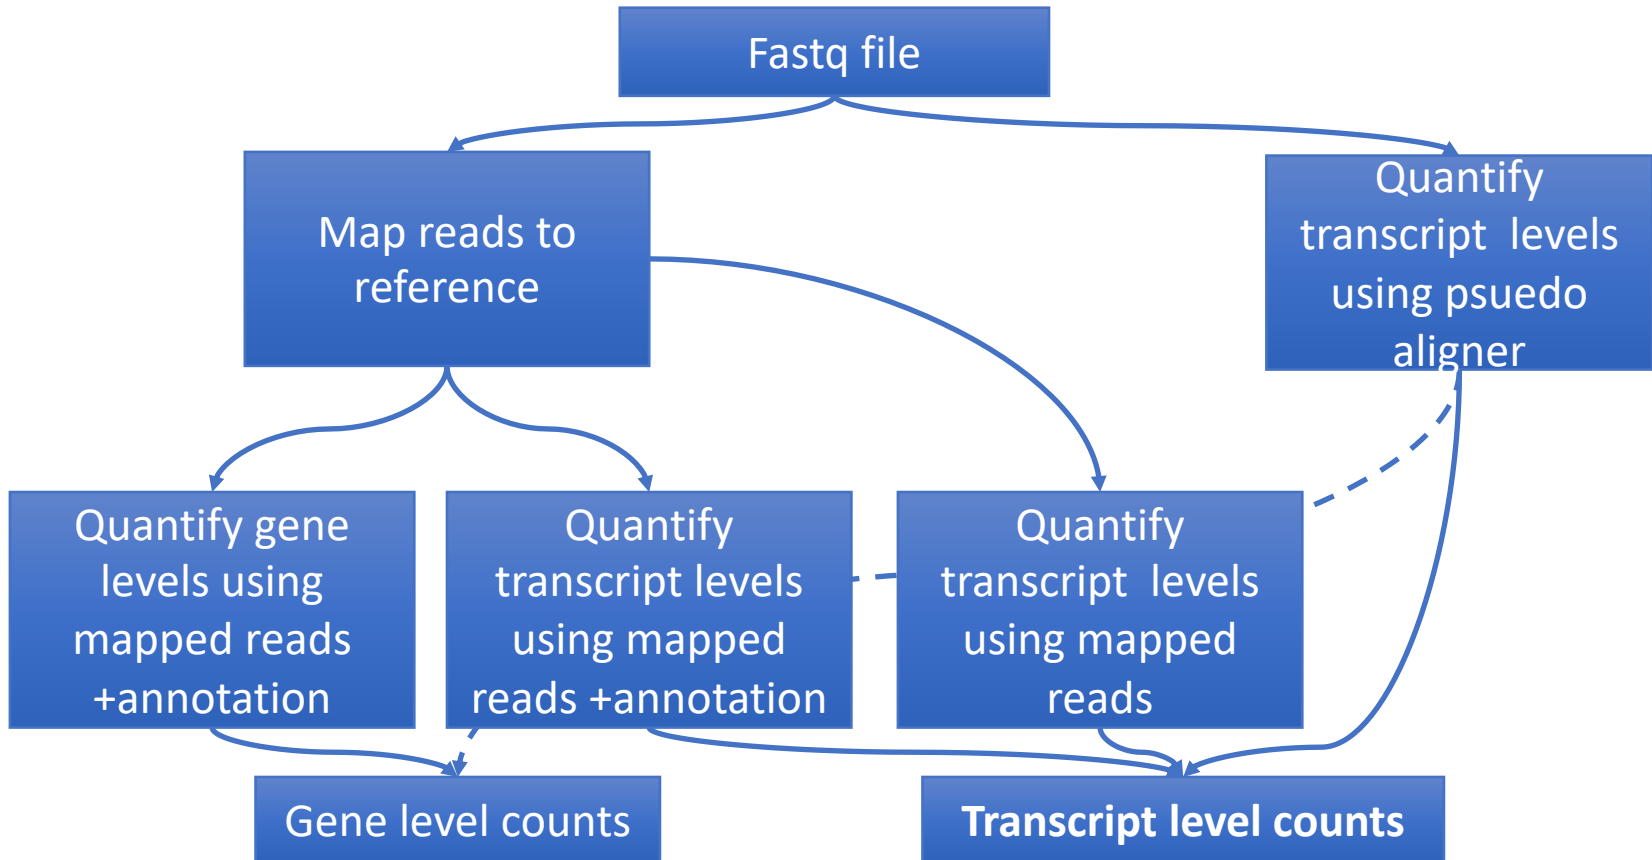 Fastq file
Map reads to
reference
Quantify
transcript  levels
using psuedo
aligner
Quantify gene
levels using
mapped reads
+annotation
Quantify
transcript levels
using mapped
reads +annotation
Quantify
transcript  levels
using mapped
reads
Gene level counts
Transcript level counts